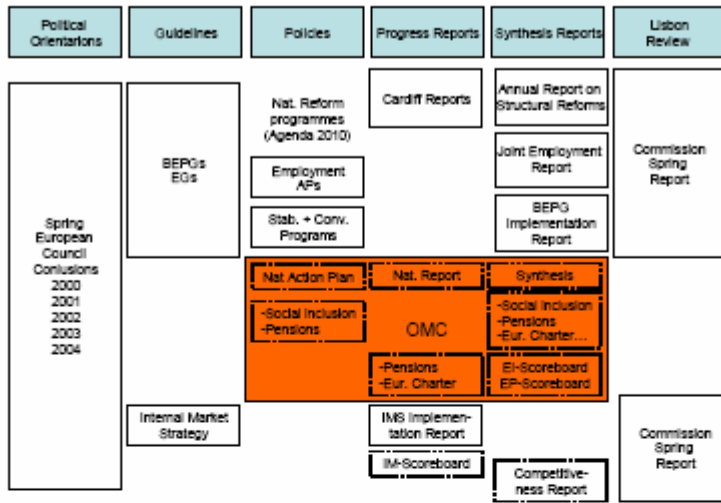 Political
Orientations
Guidelines
Policies
Progress Reports
Synthesis Reports
Lisbon
Review
Spring
European
Council
Conlusions
2000
2001
2002
2003
2004
BEPGs
EGs
Internal Market
Strategy
Nat. Reform
programmes
(Agenda 2010)
Employment
APs
Stab. + Conv.
Programs
Nat Action Plan
-Social Inclusion
-Pensions
Cardiff Reports
Nat. Report
OMC
-Pensions
-Eur. Charter
IMS Implemen-
tation Report
IM-Scoreboard
Annual Report on
Structural Reforms
Joint Employment
Report
BEPG
Implementation
Report
Synthesis
-Social Inclusion
-Pensions
-Eur. Charter...
EI-Scoreboard
EP-Scoreboard
Competitive-
ness Report
Commission
Spring
Report
Commission
Spring
Report